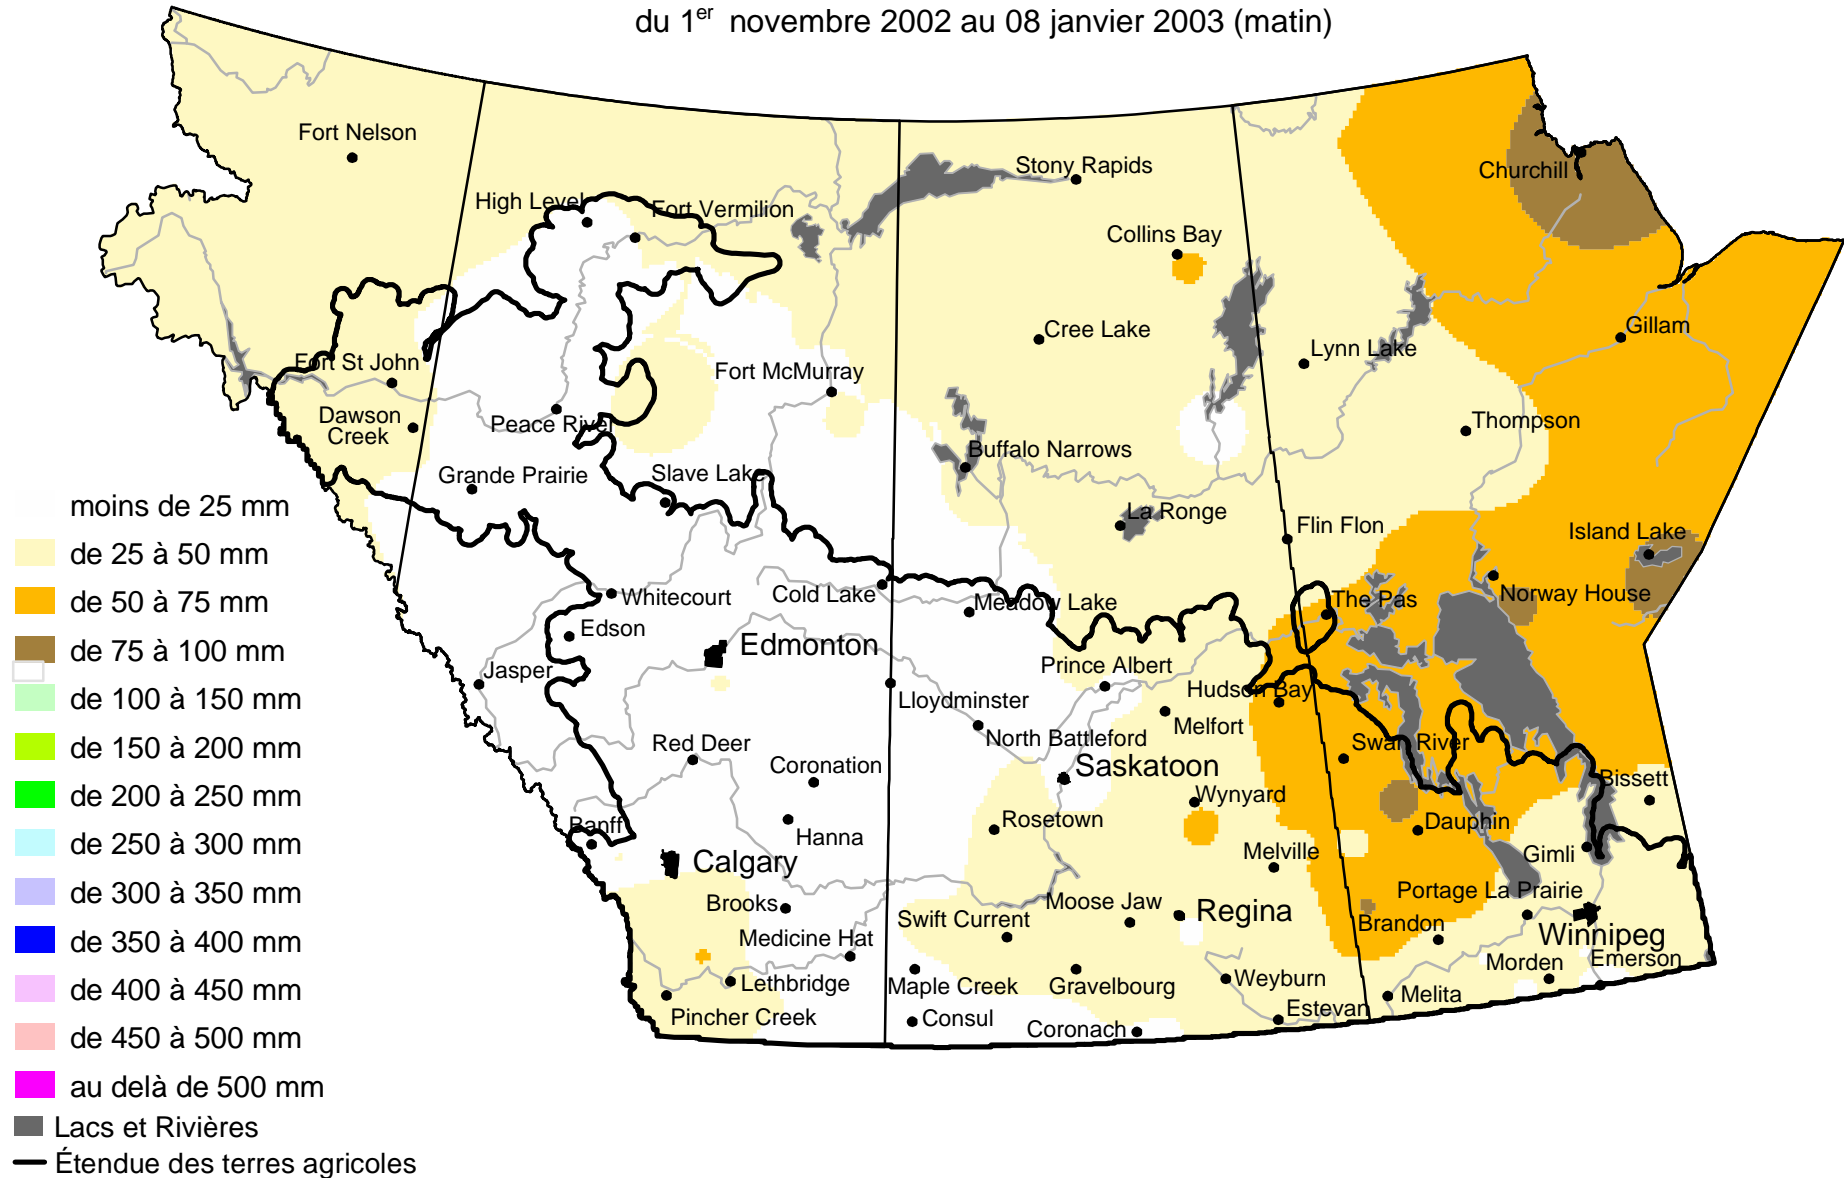 du 1er novembre 2002 au 08 janvier 2003 (matin)
Fort Nelson
Churchill
Stony Rapids
High Level
Fort Vermilion
Collins Bay
Gillam
Cree Lake
Lynn Lake
Fort St John
Fort McMurray
Dawson
Creek
Peace River
Thompson
Buffalo Narrows
Grande Prairie
Slave Lake
La Ronge
Flin Flon
Island Lake
Whitecourt
Cold Lake
Meadow Lake
The Pas
Norway House
Edson
Edmonton
Jasper
Prince Albert
Hudson Bay
Lloydminster
Melfort
North Battleford
Red Deer
Swan River
Coronation
Saskatoon
Bissett
Wynyard
Banff
Hanna
Rosetown
Dauphin
Calgary
Melville
Gimli
Brooks
Moose Jaw
Portage La Prairie
Swift Current
Regina
Brandon
Medicine Hat
Winnipeg
Lethbridge
Maple Creek
Gravelbourg
Weyburn
Morden
Emerson
Melita
Pincher Creek
Consul
Coronach
Estevan
moins de 25 mm
de 25 à 50 mm
de 50 à 75 mm
de 75 à 100 mm
de 100 à 150 mm
de 150 à 200 mm
de 200 à 250 mm
de 250 à 300 mm
de 300 à 350 mm
de 350 à 400 mm
de 400 à 450 mm
de 450 à 500 mm
au delà de 500 mm
Lacs et Rivières
Étendue des terres agricoles